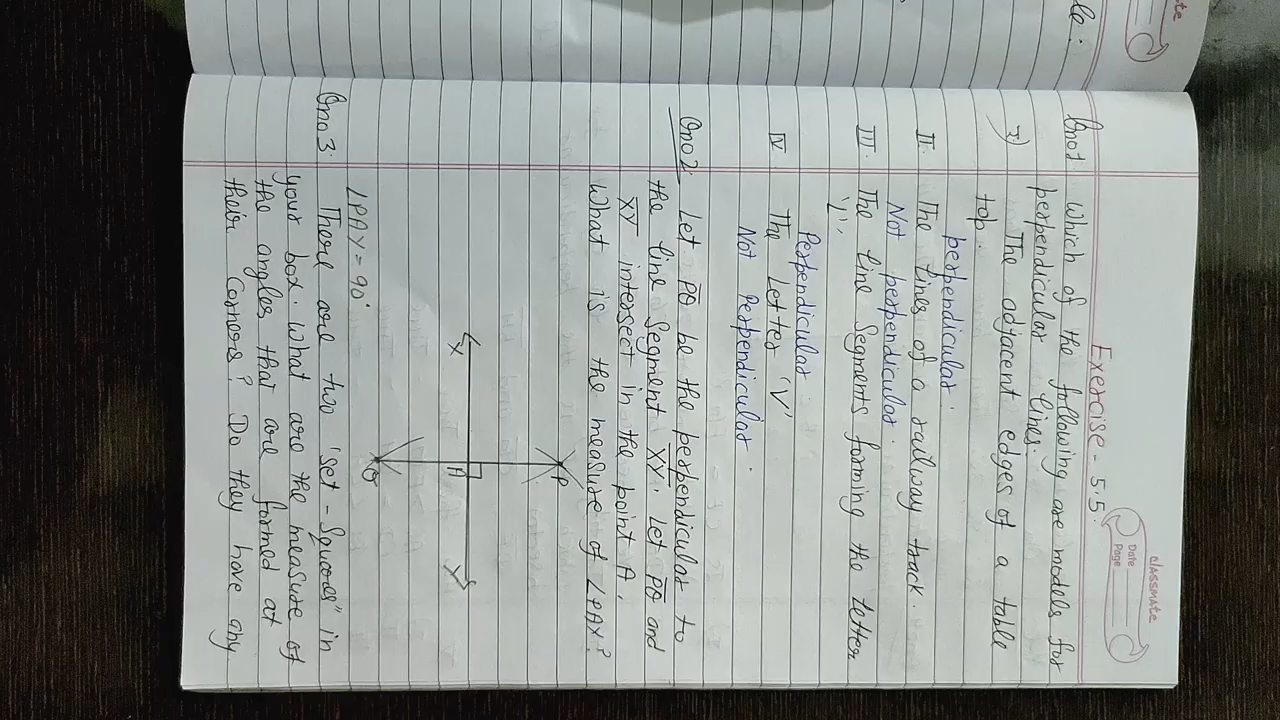 le:
classmate
Date
Page
Exercise - 5.5.
Qno1 Which of the following are models for
perpendicular lines.
I) The adjacent edges of a table
top.
perpendicular.
II. The lines of a railway track.
Not perpendicular.
III. The line Segments forming the letter
'L',
Perpendicular.
IV The Letter 'V'
Not Perpendicular.
Qno2. Let PQ be the perpendicular to
the line Segment XY. Let PQ and
XY intersect in the point A.
What is the measure of ∠PAY?
P
X A Y
Q
∠PAY = 90°
Qno3. There are two 'set - Squares" in
your box. What are the measure of
the angles that are formed at
their Corners? Do they have any